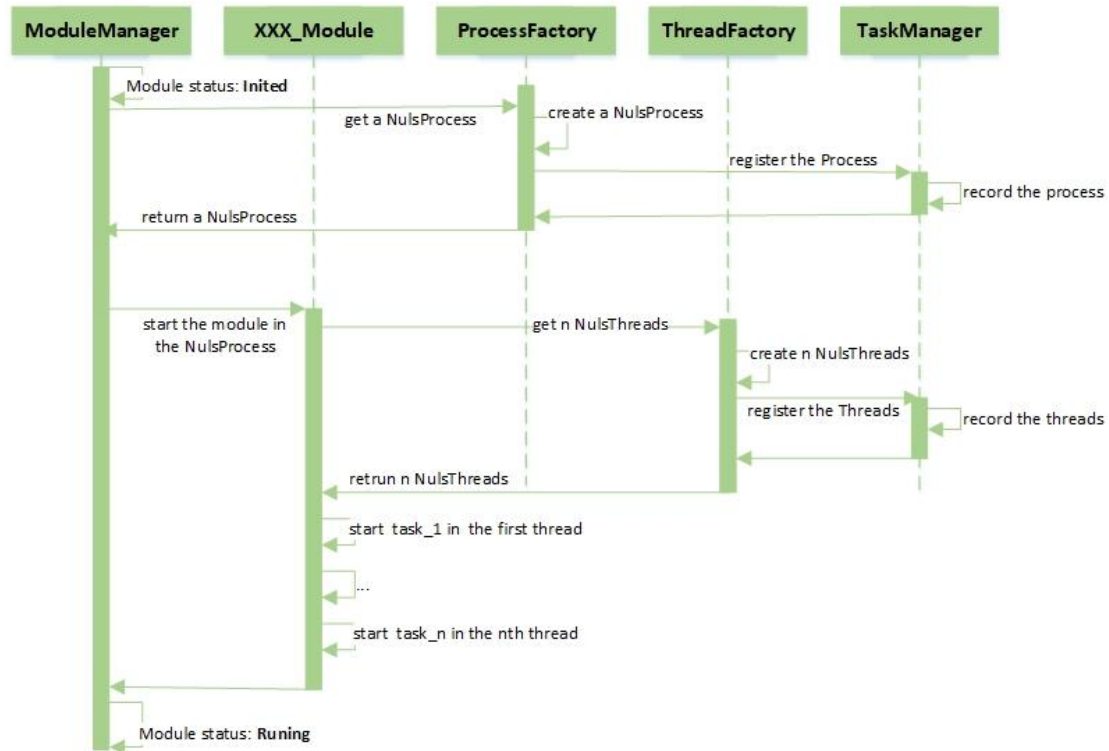 ModuleManager
XXX_Module
ProcessFactory
ThreadFactory
TaskManager
Module status: Inited
get a NulsProcess
create a NulsProcess
register the Process
record the process
return a NulsProcess
start the module in
the NulsProcess
get n NulsThreads
create n NulsThreads
register the Threads
record the threads
retrun n NulsThreads
start task_1 in the first thread
...
start task_n in the nth thread
Module status: Runing